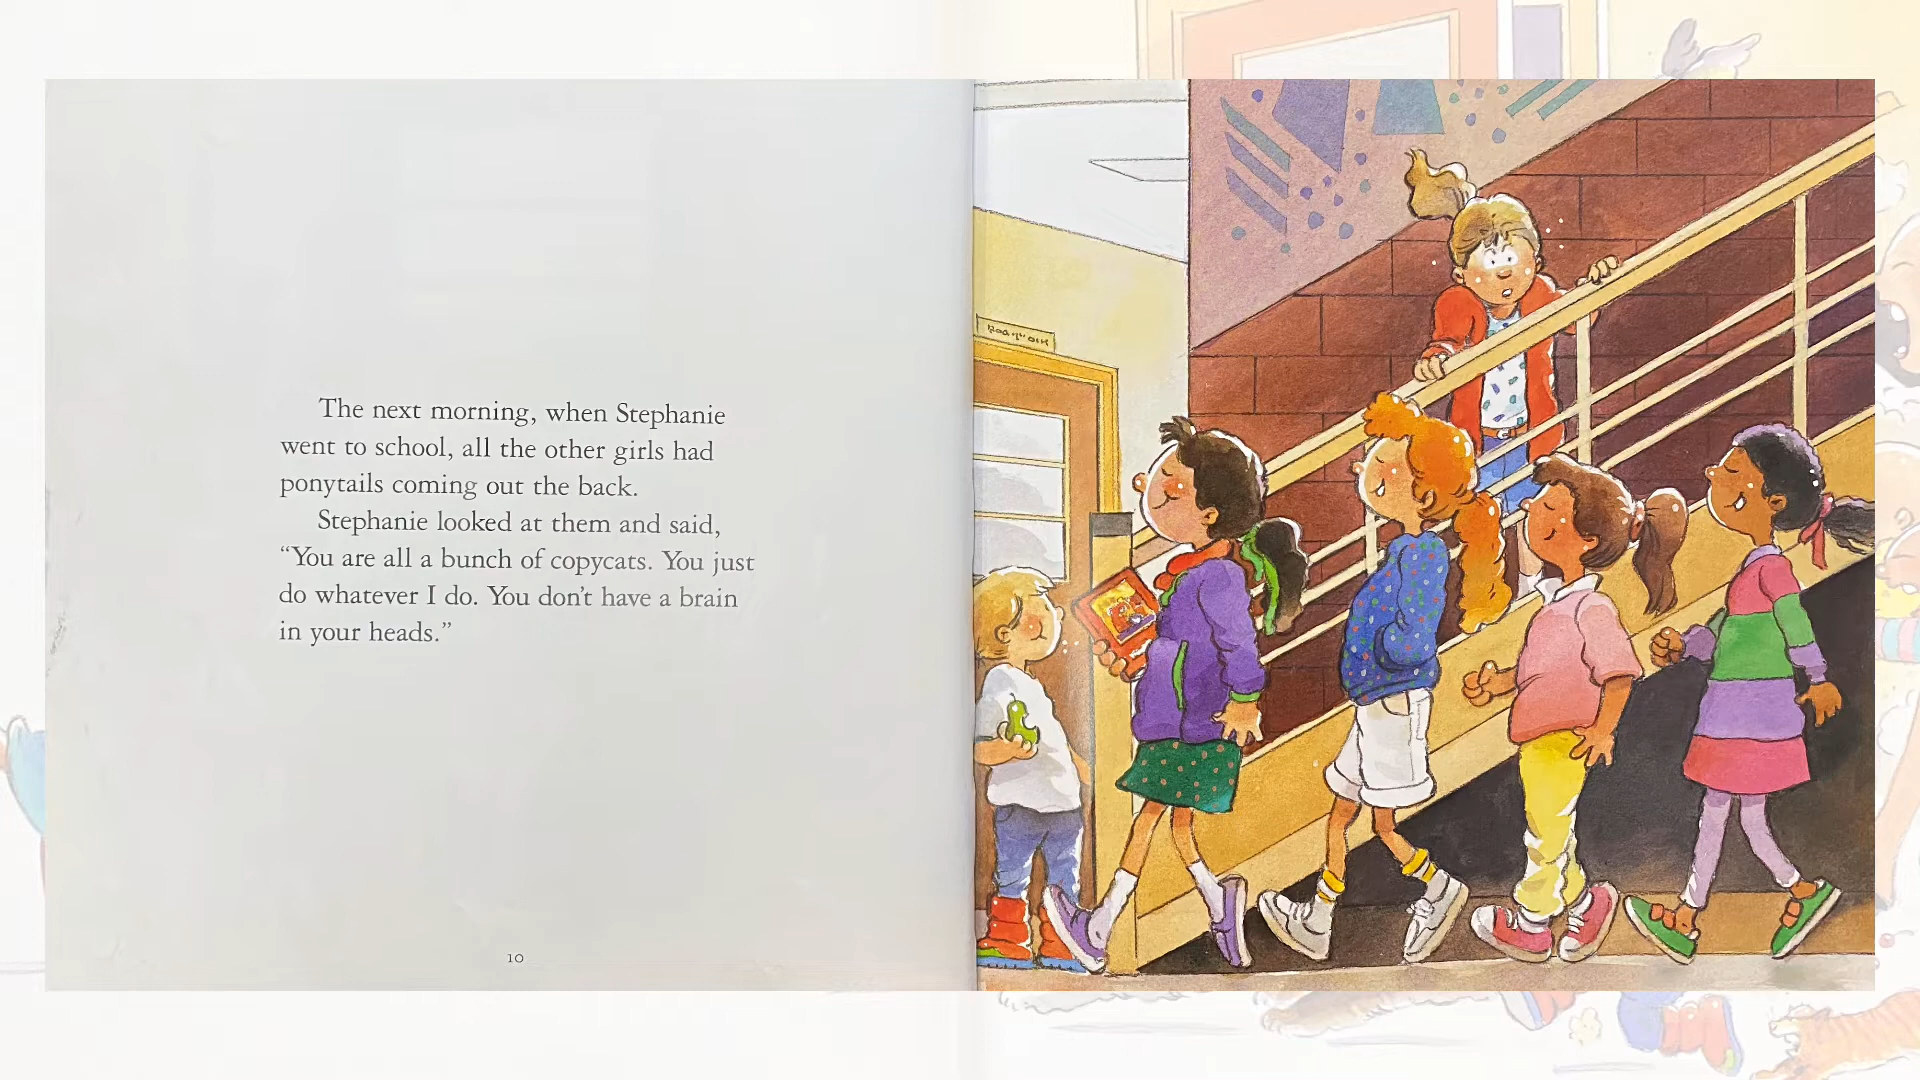 The next morning, when Stephanie
went to school, all the other girls had
ponytails coming out the back.
Stephanie looked at them and said,
“You are all a bunch of copycats. You just
do whatever I do. You don’t have a brain
in your heads.”
10